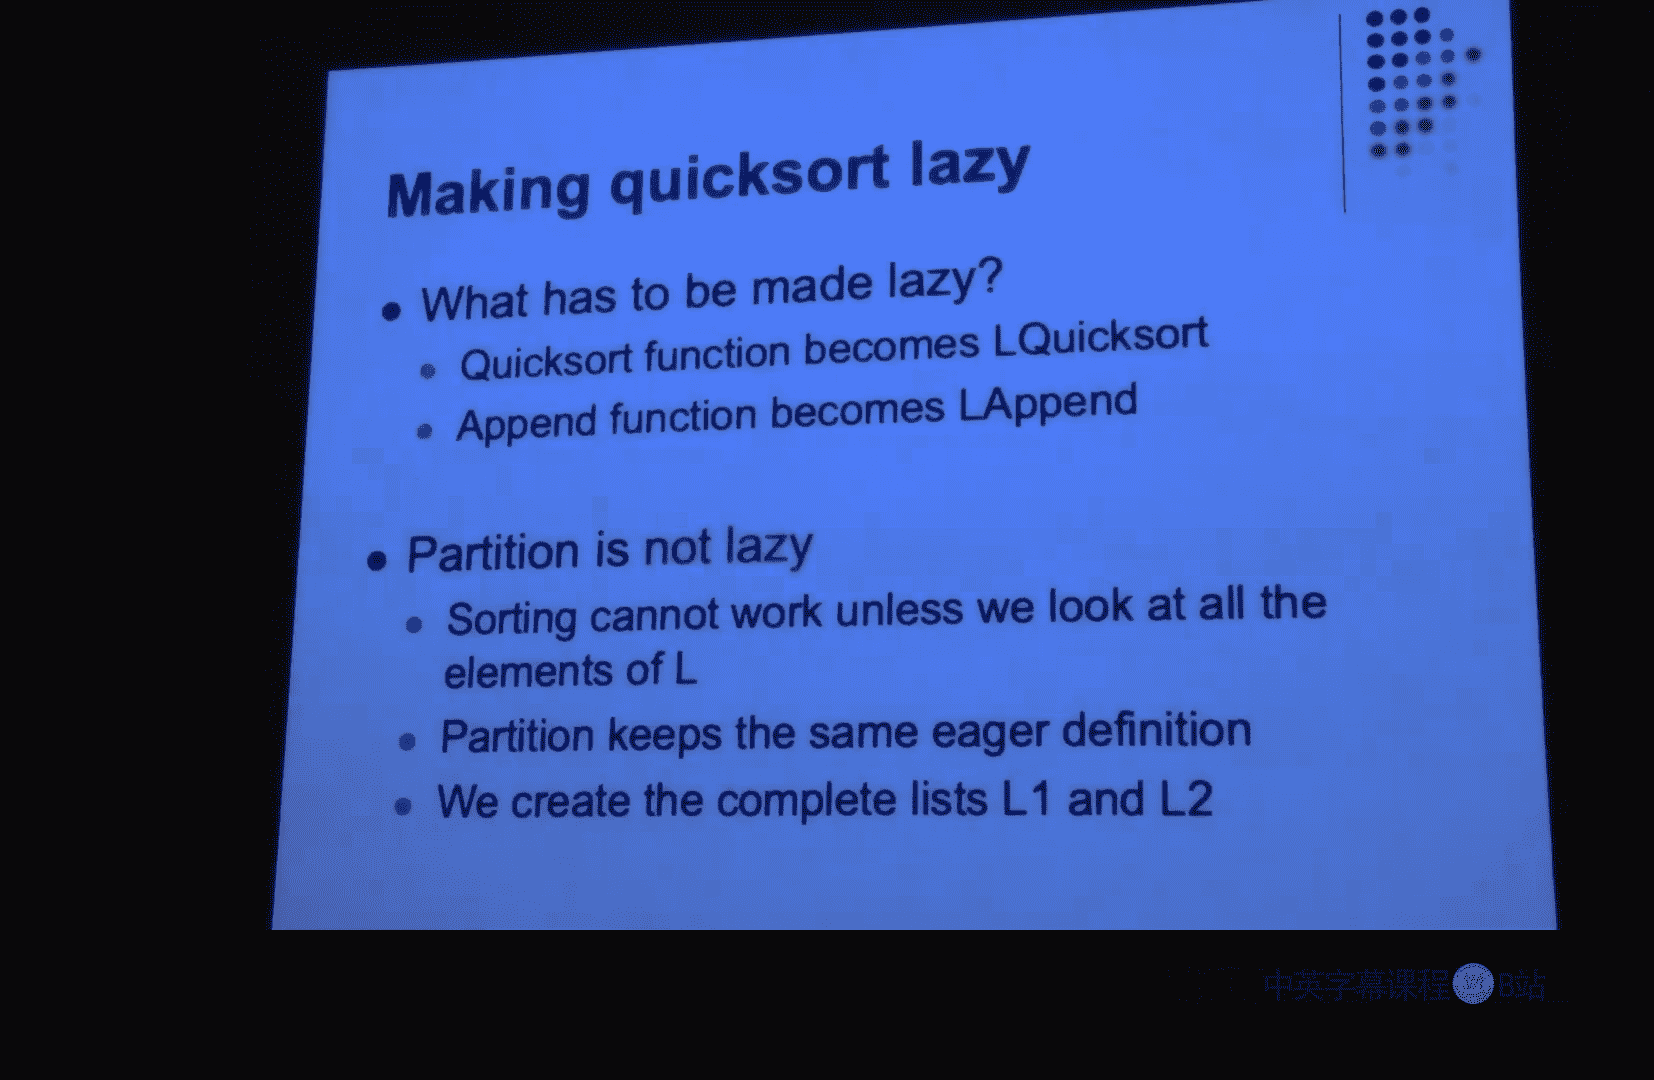 Making quicksort lazy
• What has to be made lazy?
• Quicksort function becomes LQuicksort
• Append function becomes LAppend
• Partition is not lazy
• Sorting cannot work unless we look at all the
elements of L
• Partition keeps the same eager definition
• We create the complete lists L1 and L2
中英字幕课程 B站